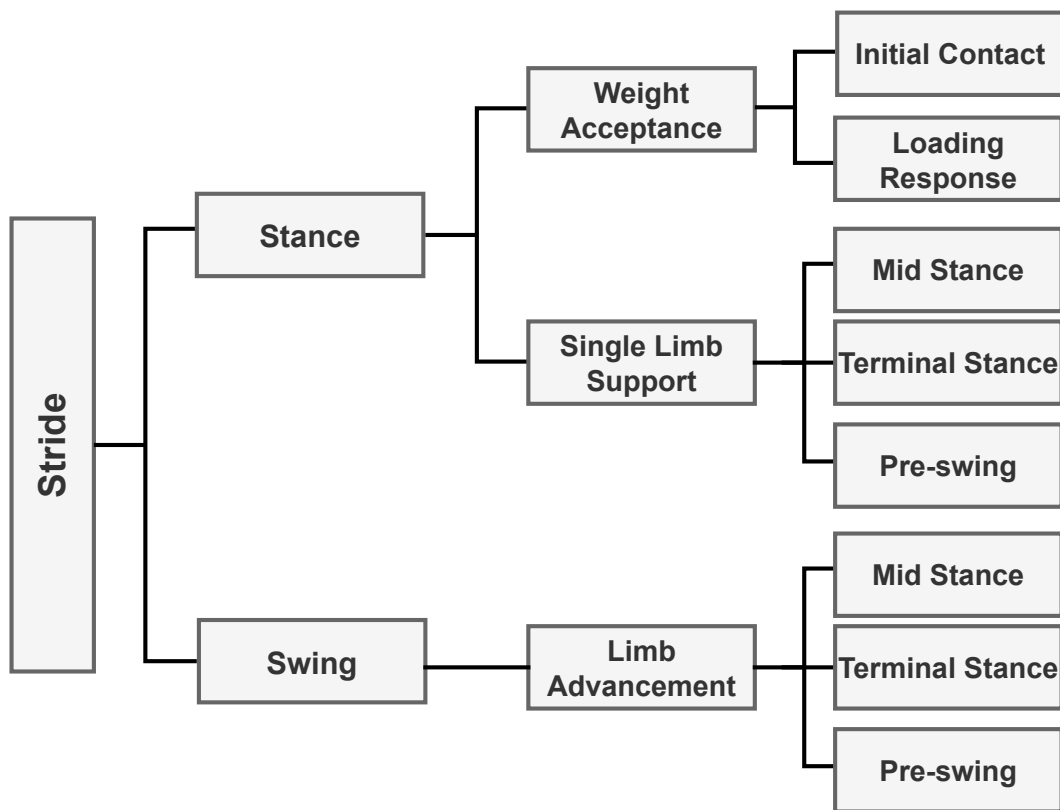 Stride
Stance
Swing
Weight
Acceptance
Single Limb
Support
Limb
Advancement
Initial Contact
Loading
Response
Mid Stance
Terminal Stance
Pre-swing
Mid Stance
Terminal Stance
Pre-swing